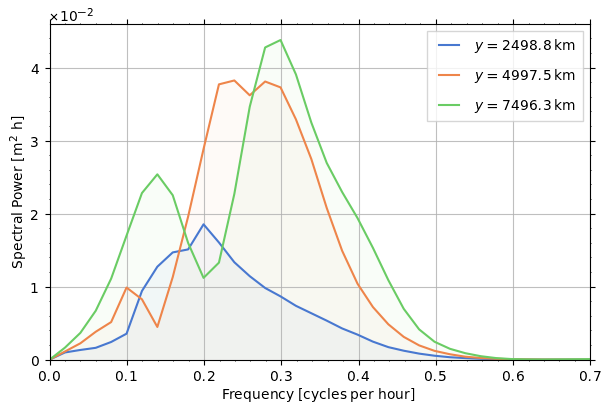 ×10⁻²
y = 2498.8 km
y = 4997.5 km
y = 7496.3 km
Spectral Power [m² h]
4
3
2
1
0
0.0 0.1 0.2 0.3 0.4 0.5 0.6 0.7
Frequency [cycles per hour]